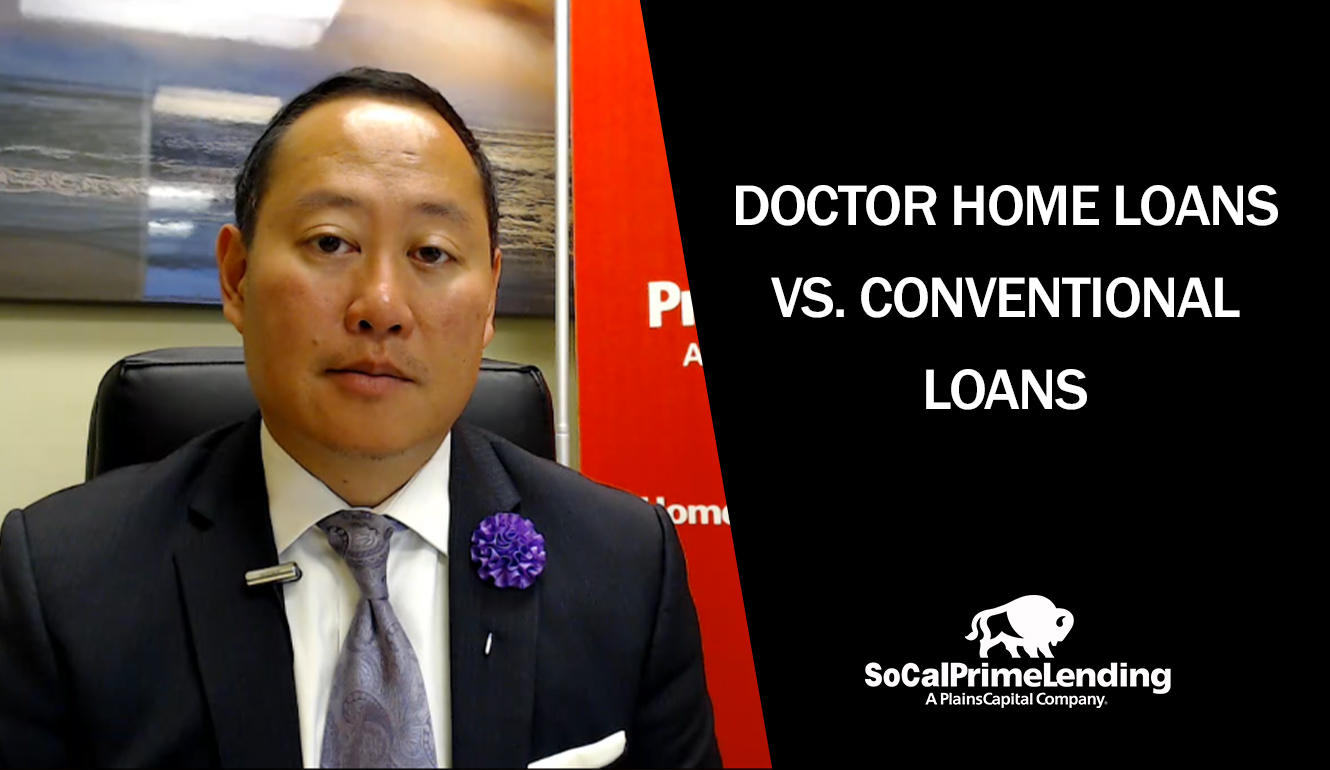 DOCTOR HOME LOANS
VS. CONVENTIONAL
LOANS
SoCalPrimeLending
A PlainsCapital Company.